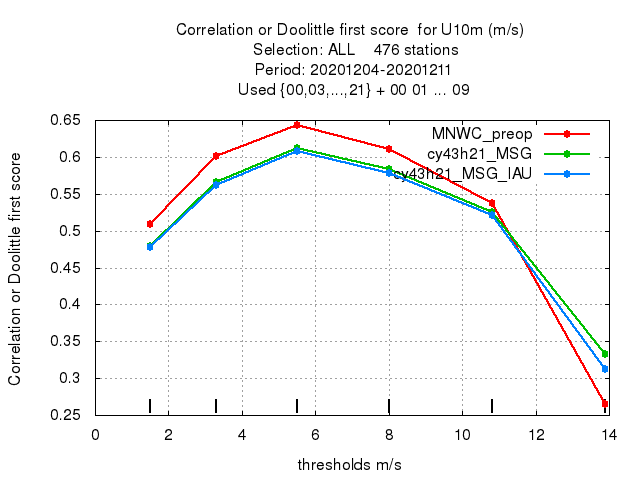 Correlation or Doolittle first score  for U10m (m/s)
Selection: ALL    476 stations
Period: 20201204-20201211
Used {00,03,...,21} + 00 01 ... 09
Correlation or Doolittle first score
0.65
0.6
0.55
0.5
0.45
0.4
0.35
0.3
0.25
MNWC_preop
cy43h21_MSG
cy43h21_MSG_IAU
0 2 4 6 8 10 12 14
thresholds m/s